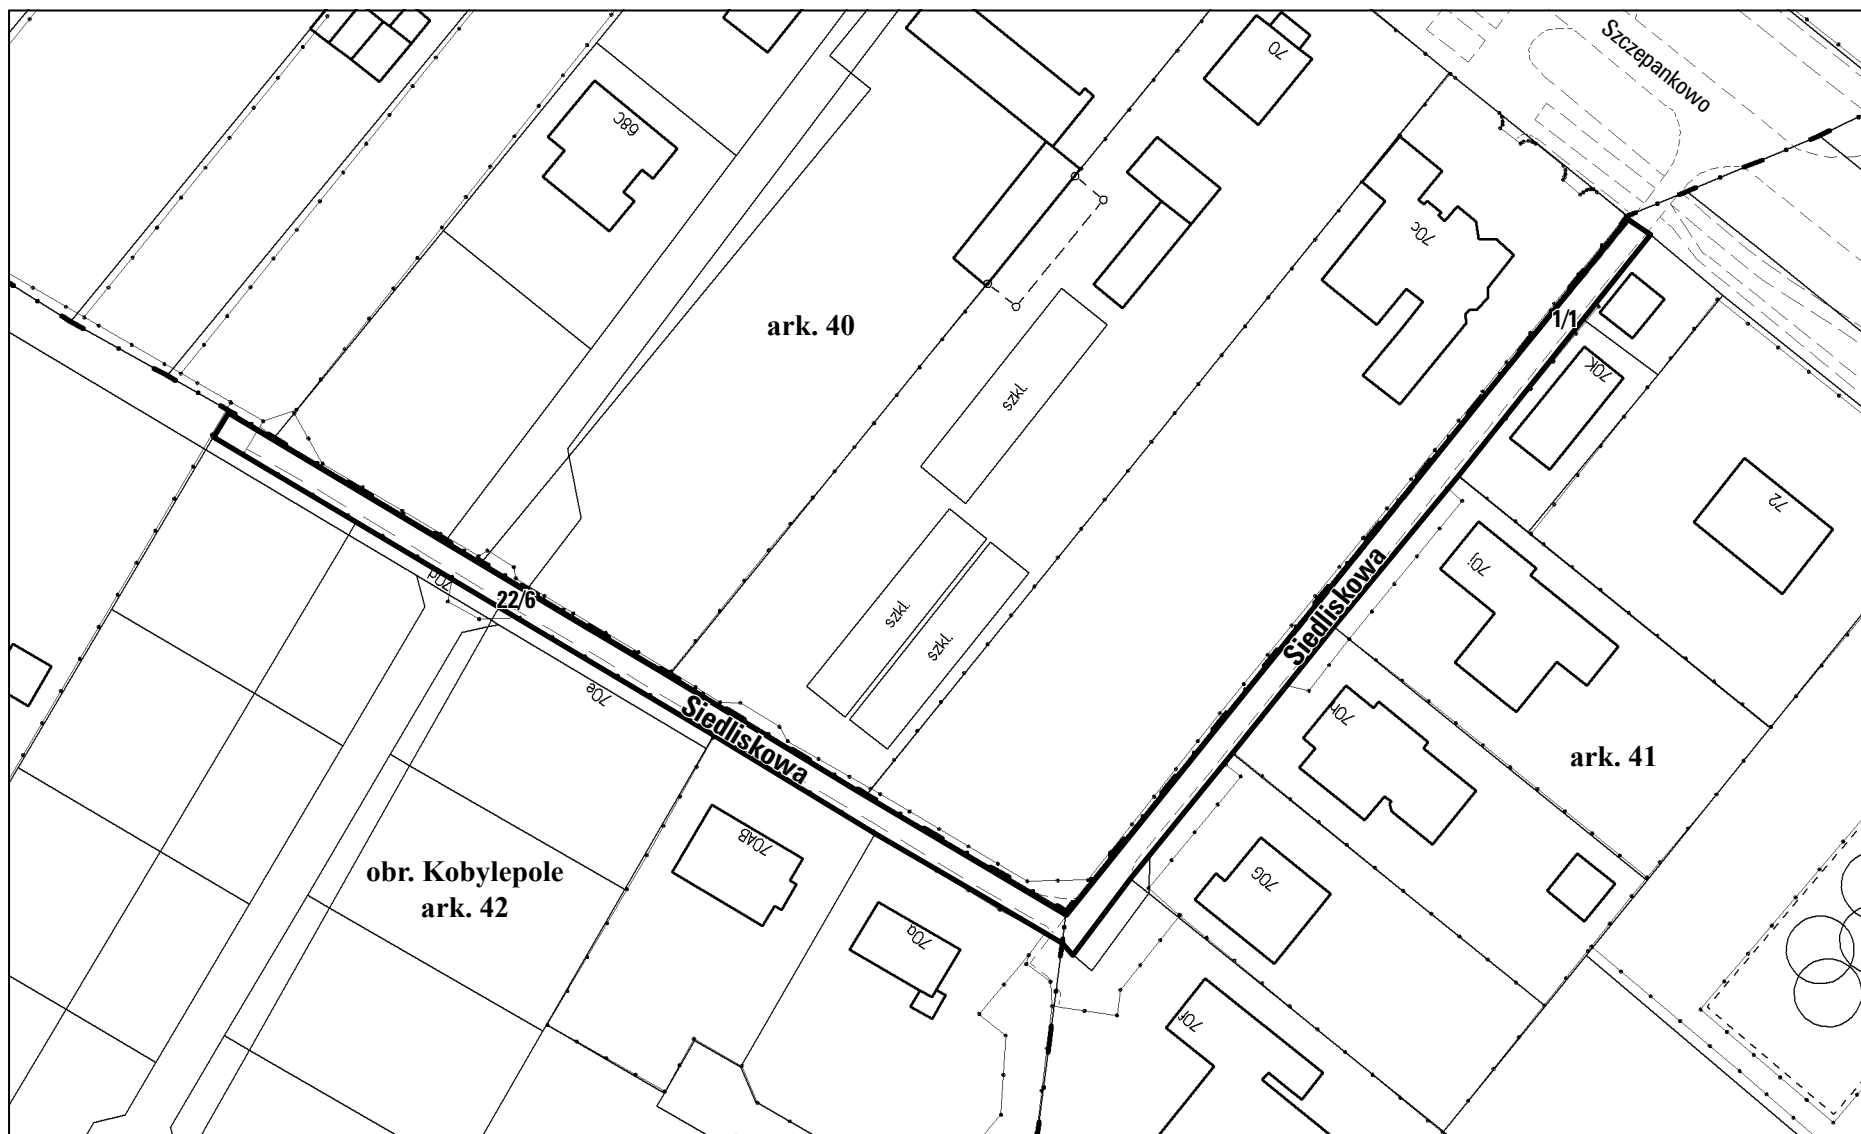 Szczepankowo
70
68C
70c
ark. 40
1/1
szkl.
70K
72
Siedliskowa
70j
70d
22/6
szkl.
szkl.
70e
Siedliskowa
70h
ark. 41
70AB
obr. Kobylepole
ark. 42
70G
70a
70f